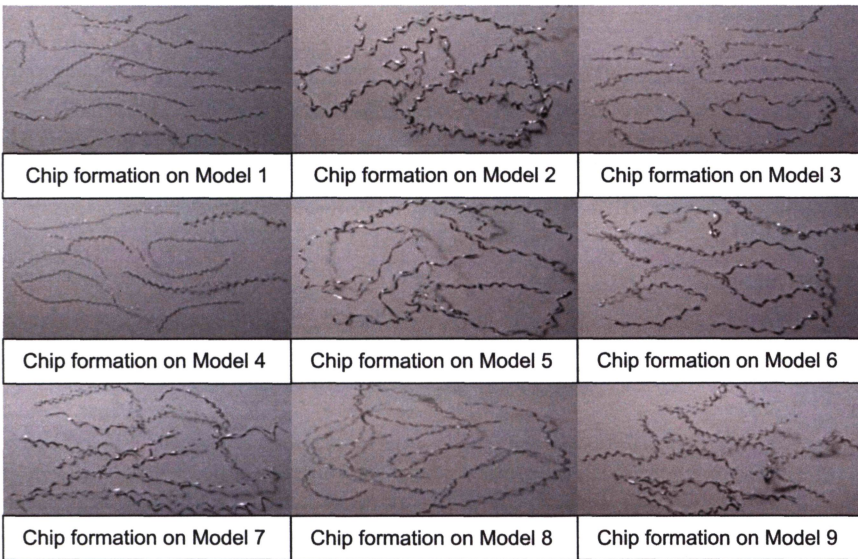 Chip formation on Model 1
Chip formation on Model 2
Chip formation on Model 3
Chip formation on Model 4
Chip formation on Model 5
Chip formation on Model 6
Chip formation on Model 7
Chip formation on Model 8
Chip formation on Model 9